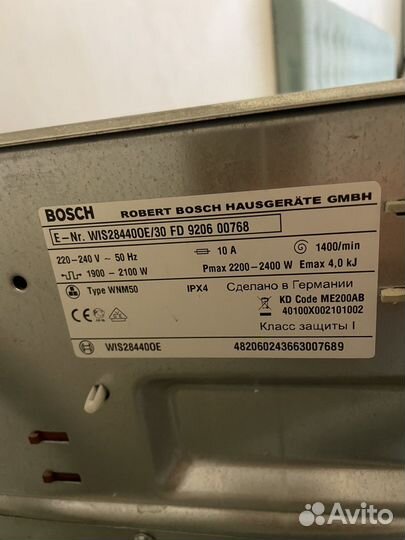 BOSCH ROBERT BOSCH HAUSGERÄTE GMBH
E-Nr. WIS28440OE/30 FD 9206 00768
220-240 V ~ 50 Hz 10 A 1400/min
1900 - 2100 W Pmax 2200-2400 W Emax 4,0 kJ
Type WNM50 IPX4 Сделано в Германии
KD Code ME200AB
40100X002101002
Класс защиты I
WIS28440OE 482060243663007689
Avito